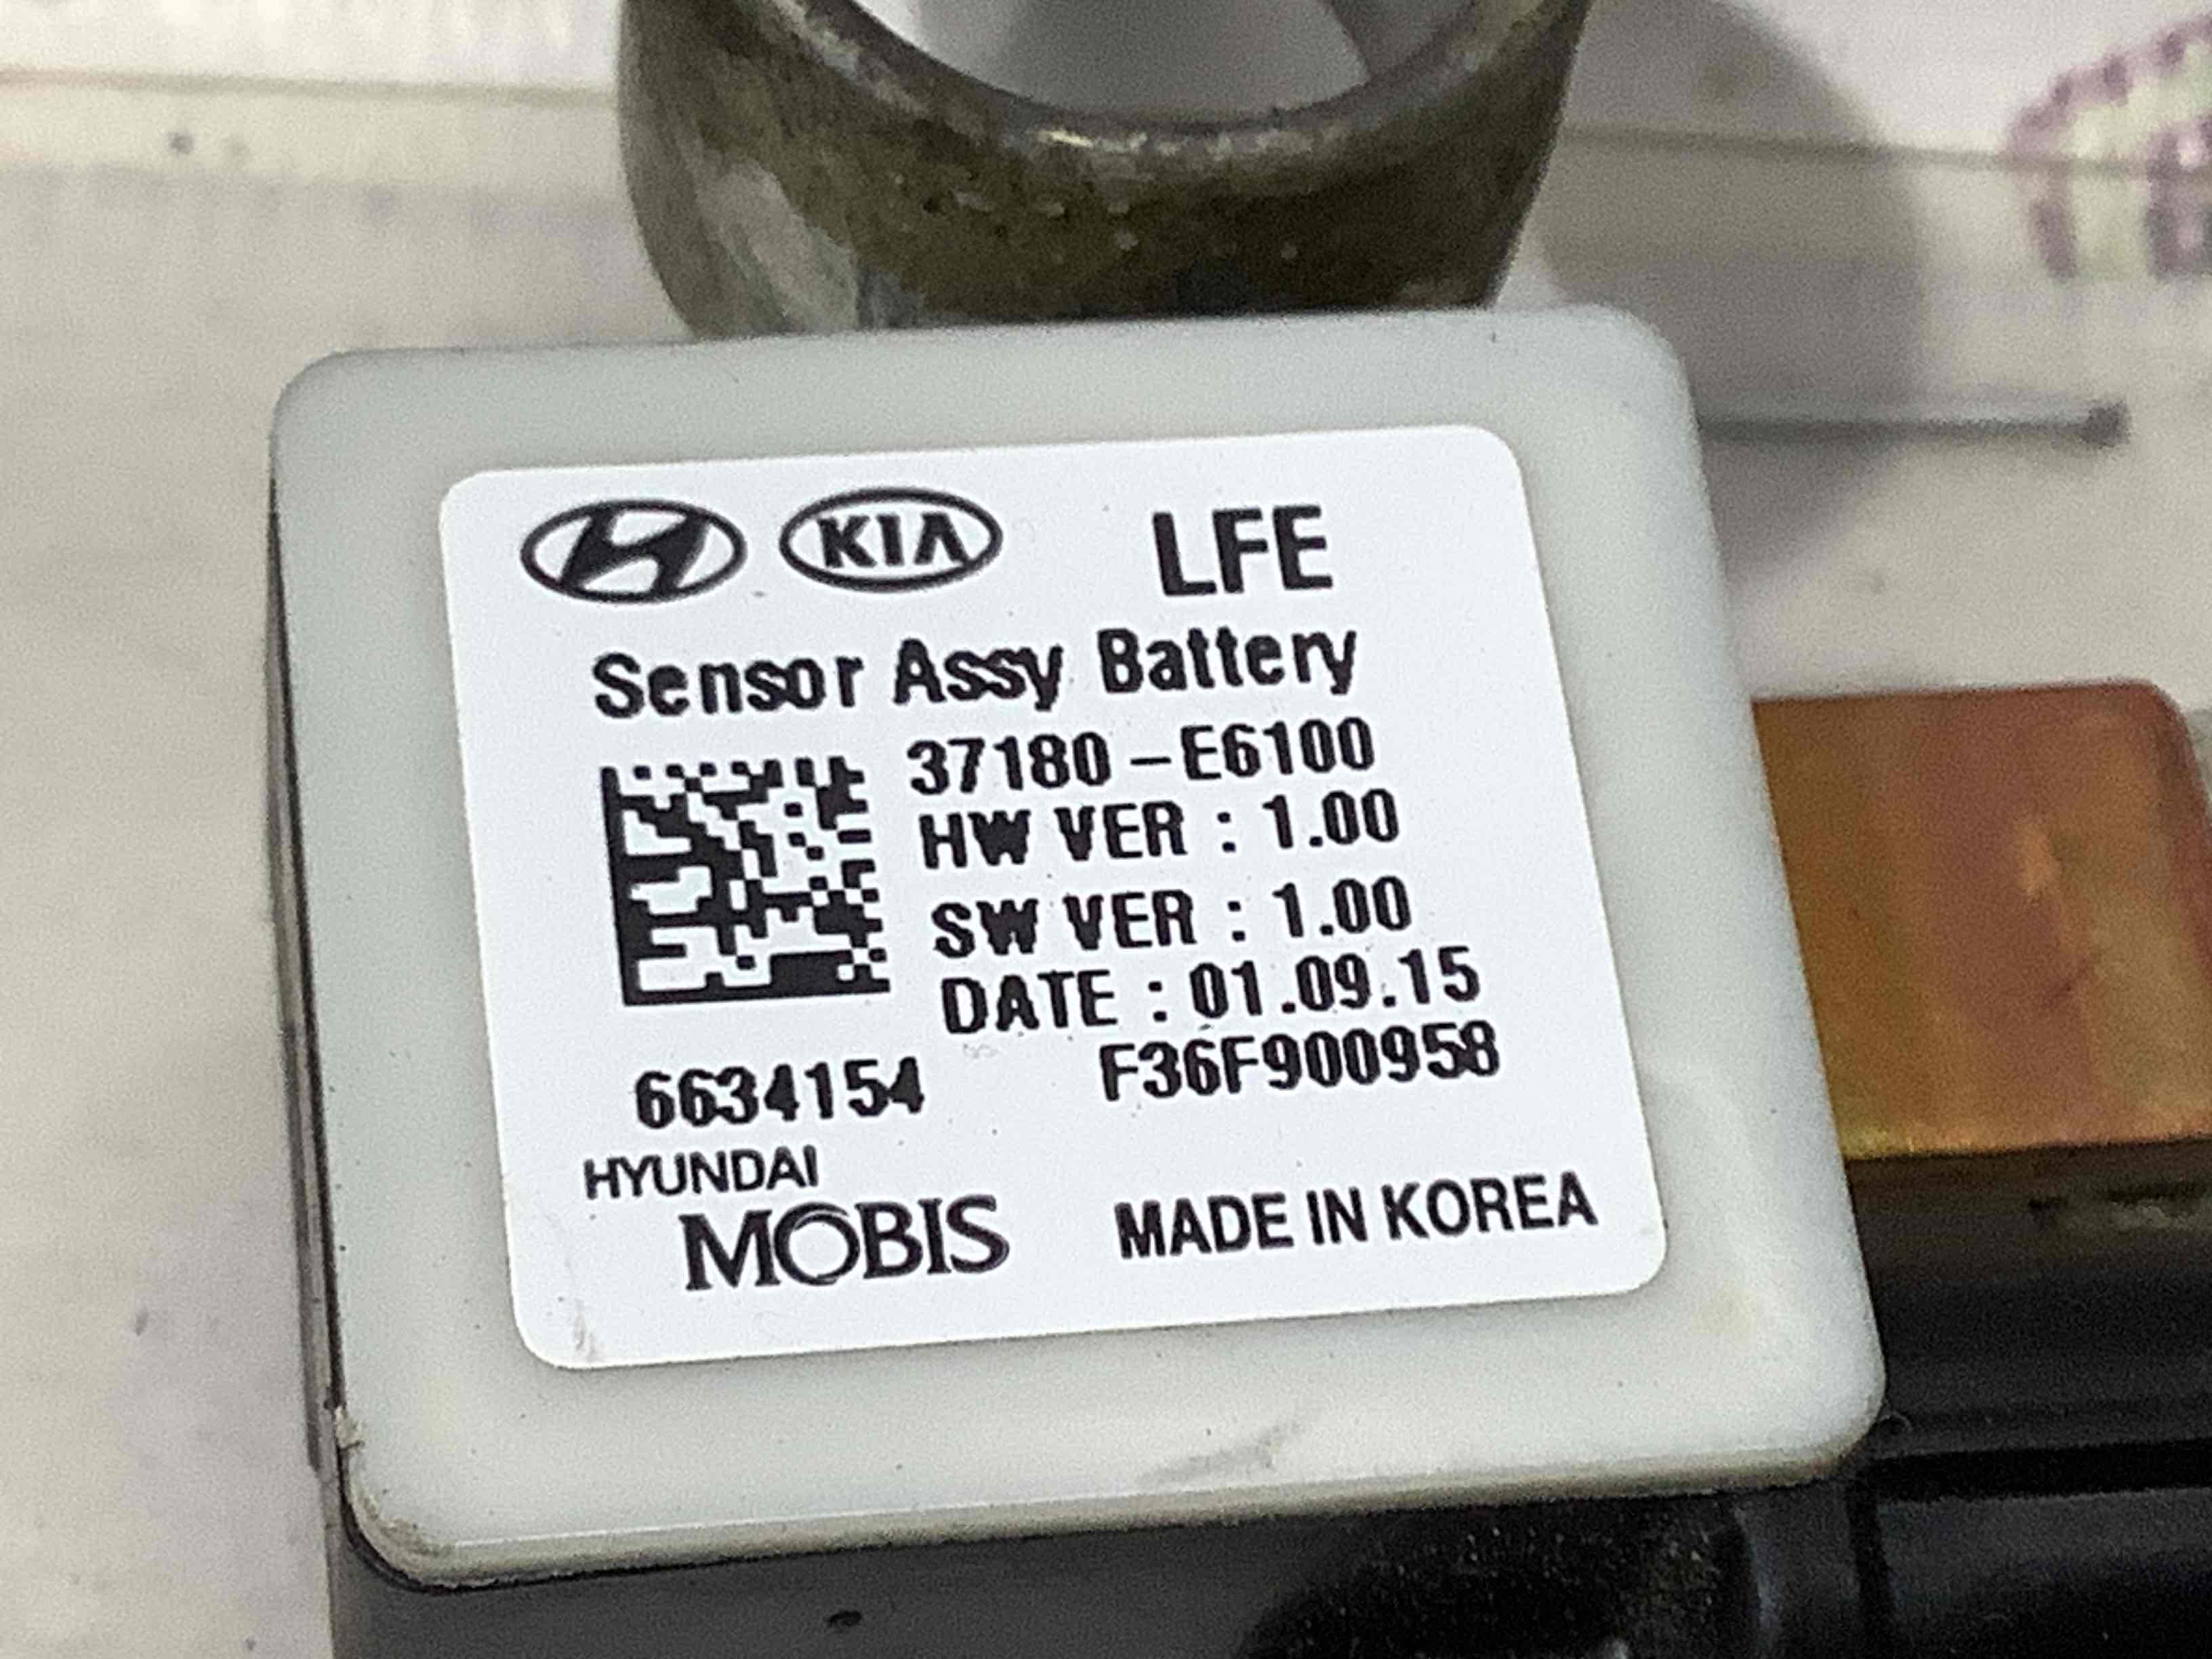 KIA LFE
Sensor Assy Battery
37180-E6100
HW VER : 1.00
SW VER : 1.00
DATE : 01.09.15
6634154 F36F900958
HYUNDAI
MOBIS MADE IN KOREA